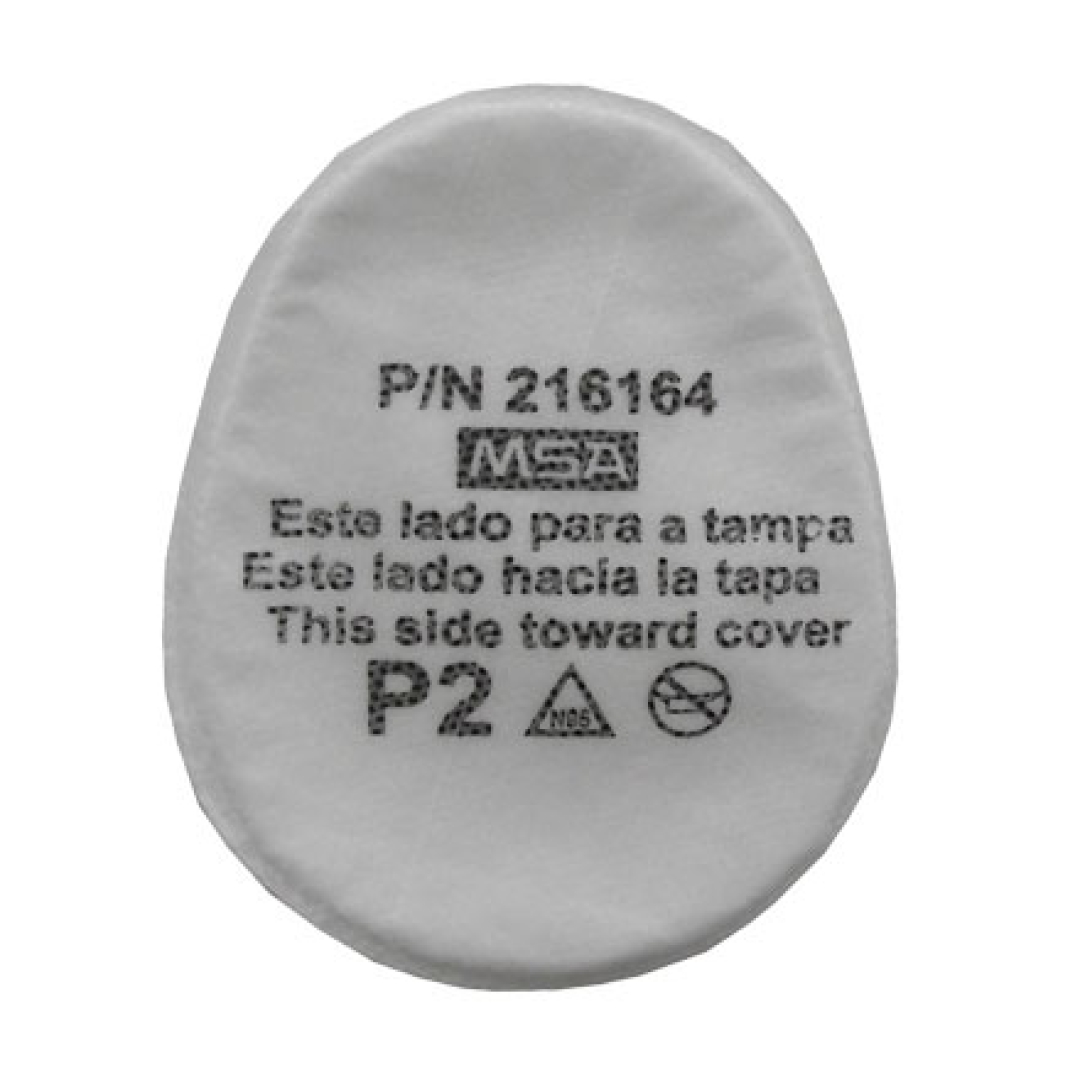 P/N 216164
MSA
Este lado para a tampa
Este lado hacia la tapa
This side toward cover
P2 N95